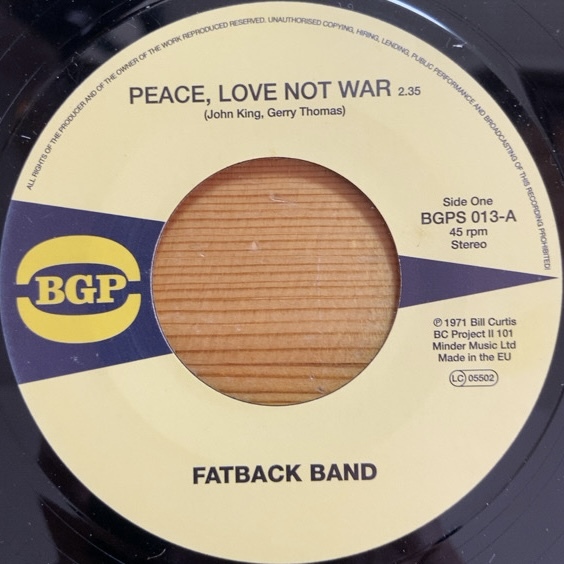 ALL RIGHTS OF THE PRODUCER AND OF THE OWNER OF THE WORK REPRODUCED RESERVED. UNAUTHORISED COPYING, HIRING, LENDING, PUBLIC PERFORMANCE AND BROADCASTING OF THIS RECORDING PROHIBITED!
PEACE, LOVE NOT WAR 2.35
(John King, Gerry Thomas)
Side One
BGPS 013-A
45 rpm
Stereo
BGP
℗ 1971 Bill Curtis
BC Project II 101
Minder Music Ltd
Made in the EU
LC 05502
FATBACK BAND